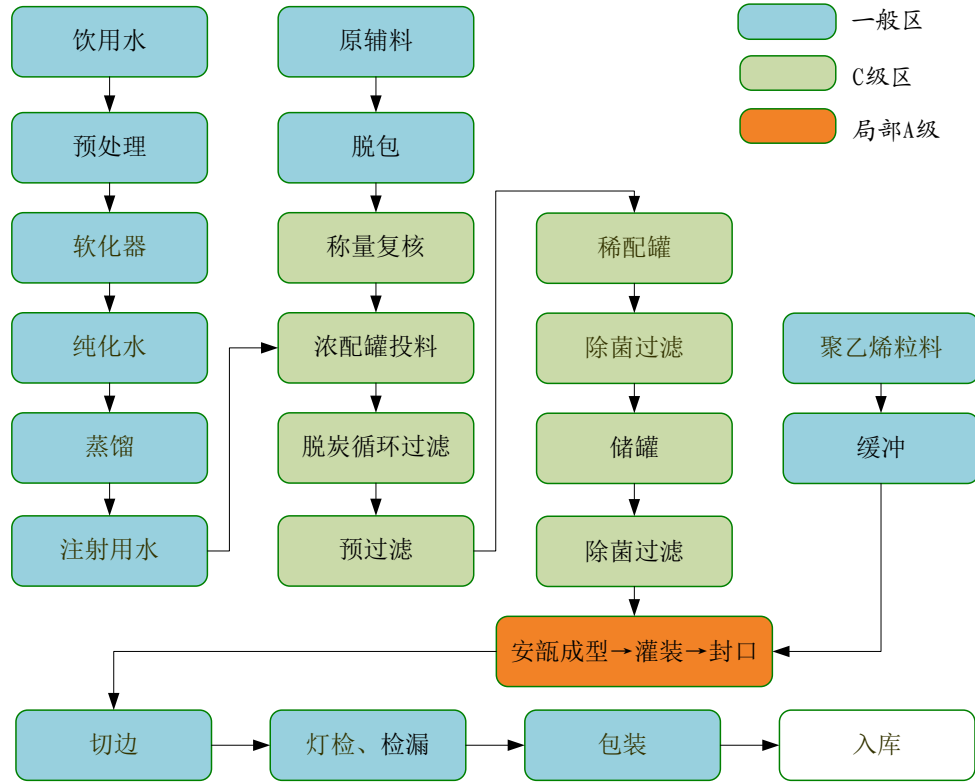 饮用水
预处理
软化器
纯化水
蒸馏
注射用水
原辅料
脱包
称量复核
浓配罐投料
脱炭循环过滤
预过滤
稀配罐
除菌过滤
储罐
除菌过滤
聚乙烯粒料
缓冲
安瓿成型→灌装→封口
切边
灯检、检漏
包装
入库
一般区
C级区
局部A级